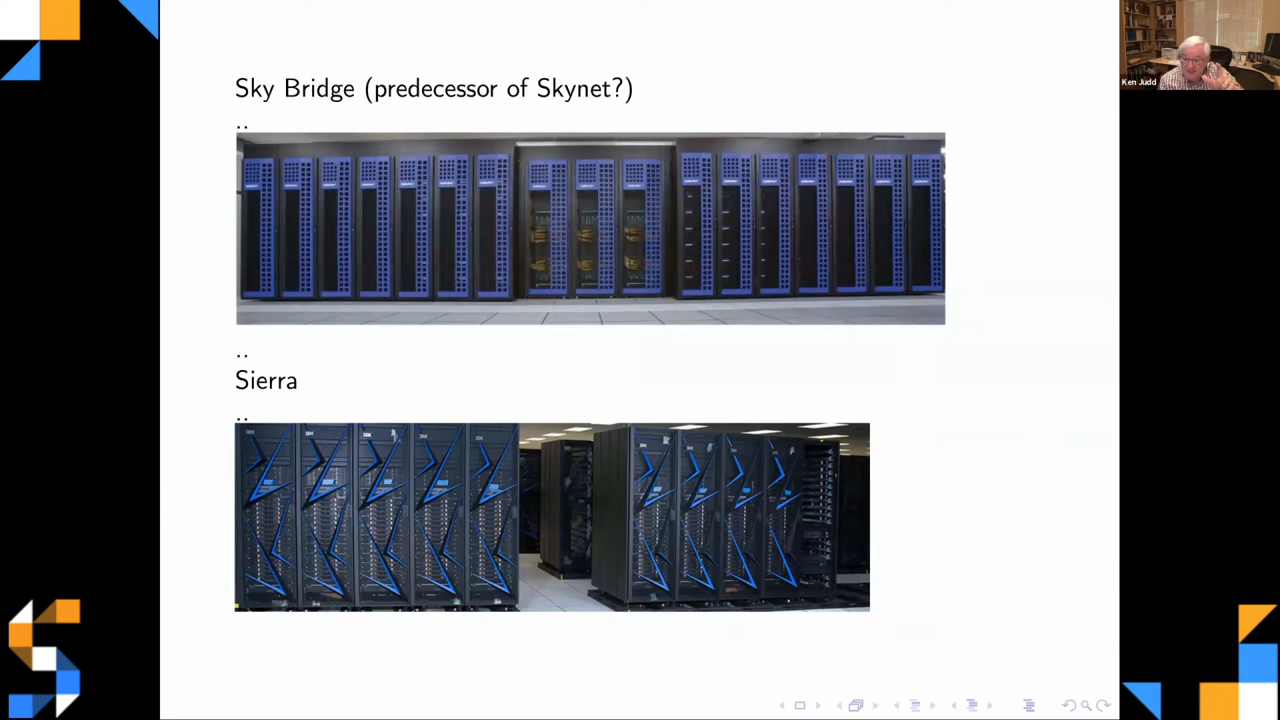 Sky Bridge (predecessor of Skynet?)
..
..
Sierra
..
Ken Judd